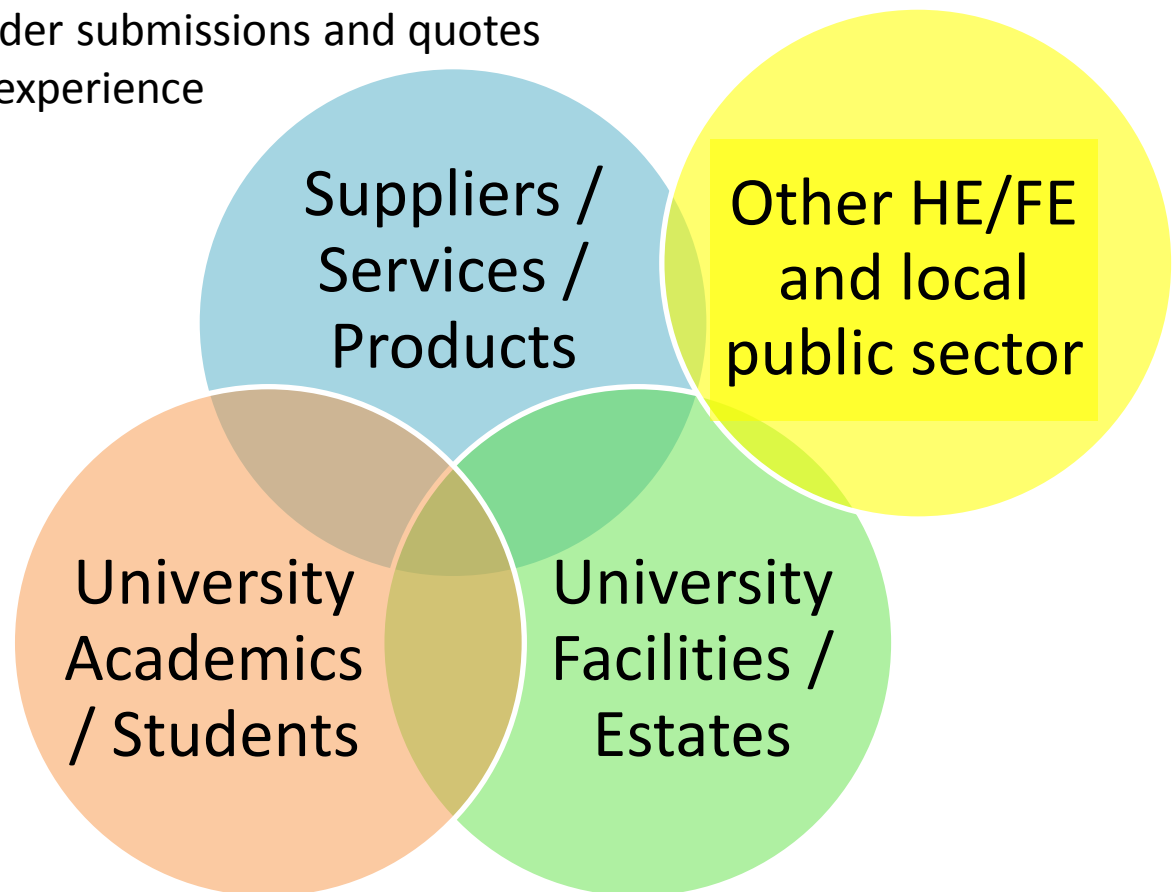 der submissions and quotes
experience
Suppliers /
Services /
Products
Other HE/FE
and local
public sector
University
Academics
/ Students
University
Facilities /
Estates